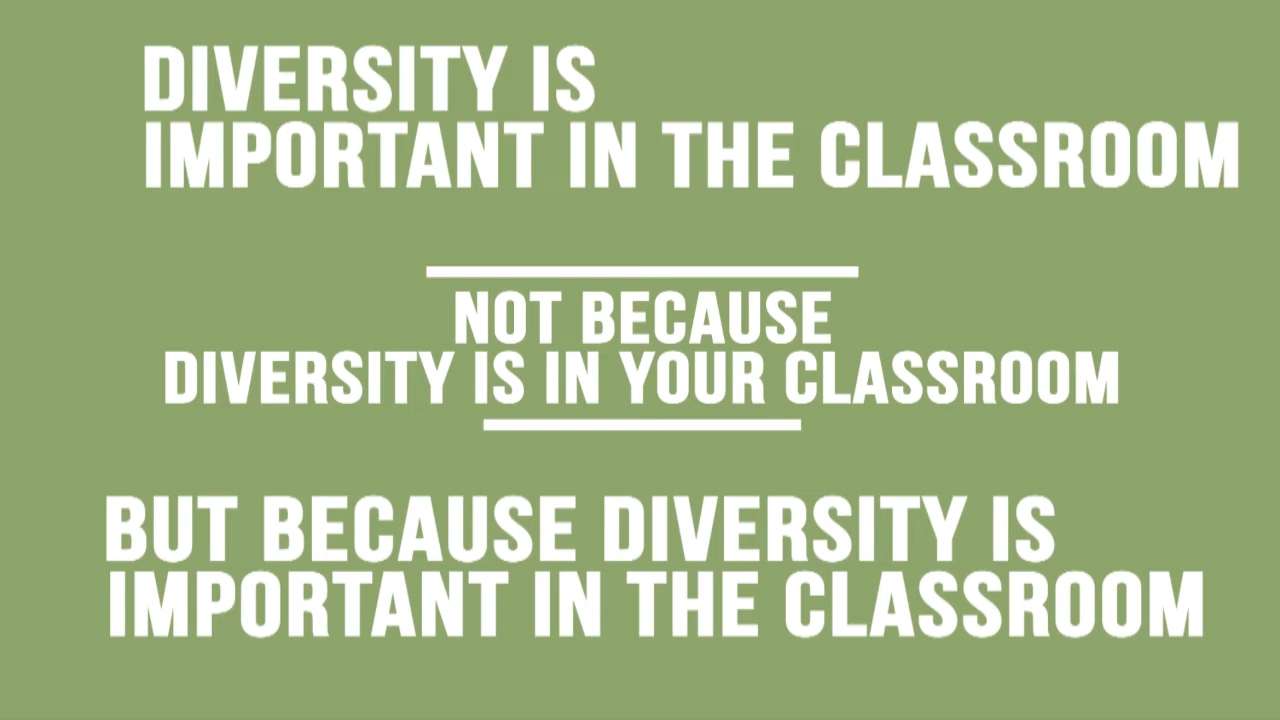 DIVERSITY IS
IMPORTANT IN THE CLASSROOM
NOT BECAUSE
DIVERSITY IS IN YOUR CLASSROOM
BUT BECAUSE DIVERSITY IS
IMPORTANT IN THE CLASSROOM